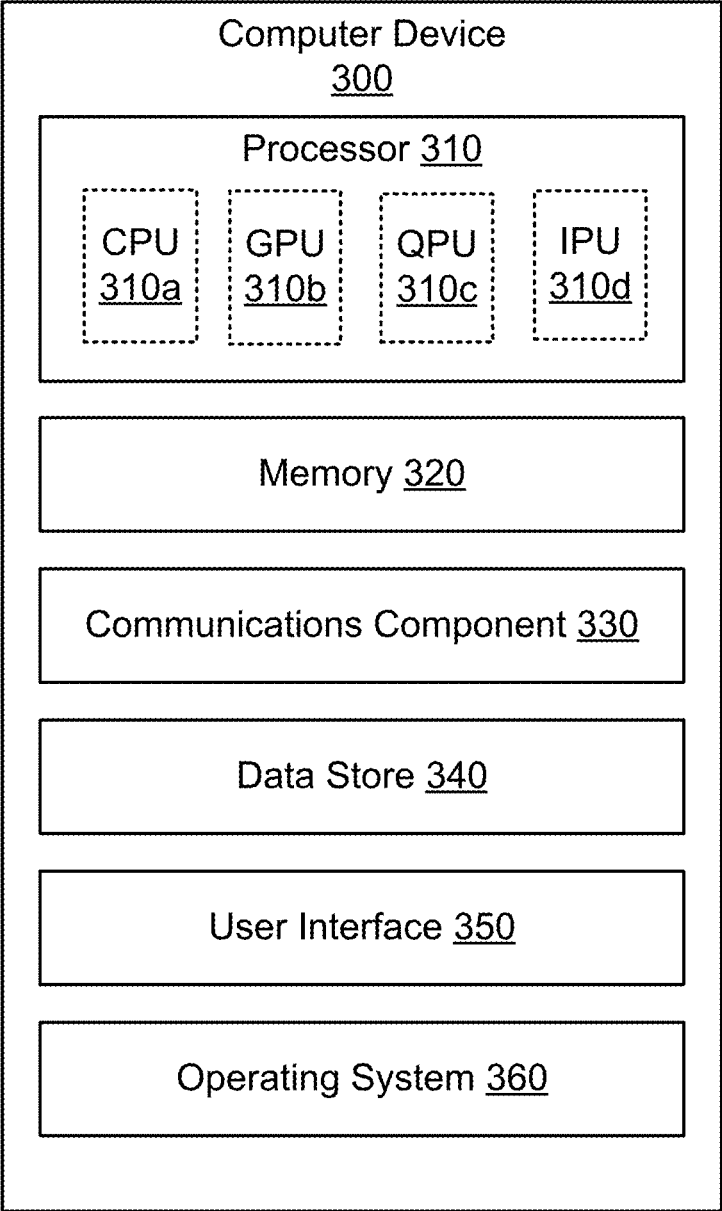 Computer Device
300
Processor 310
CPU GPU QPU IPU
310a 310b 310c 310d
Memory 320
Communications Component 330
Data Store 340
User Interface 350
Operating System 360